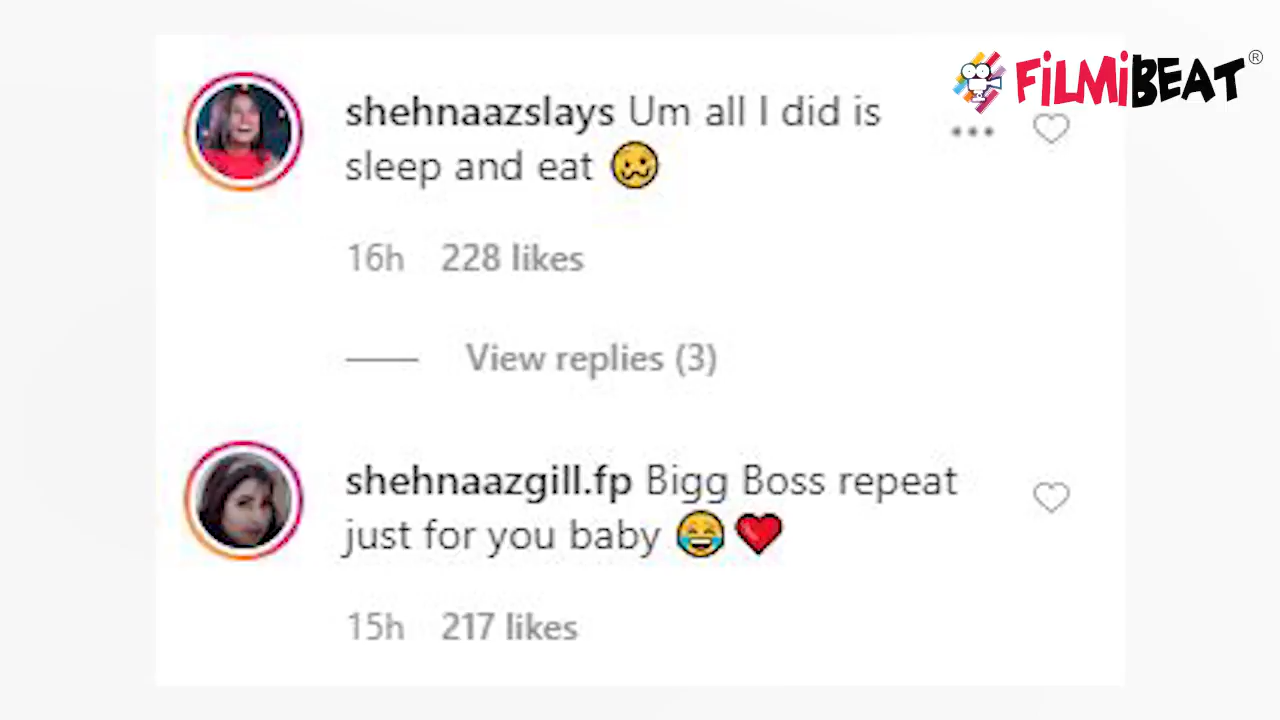 FiLMiBEAT®
shehnaazslays Um all I did is
sleep and eat 🥴
16h 228 likes
View replies (3)
shehnaazgill.fp Bigg Boss repeat
just for you baby 😂❤️
15h 217 likes